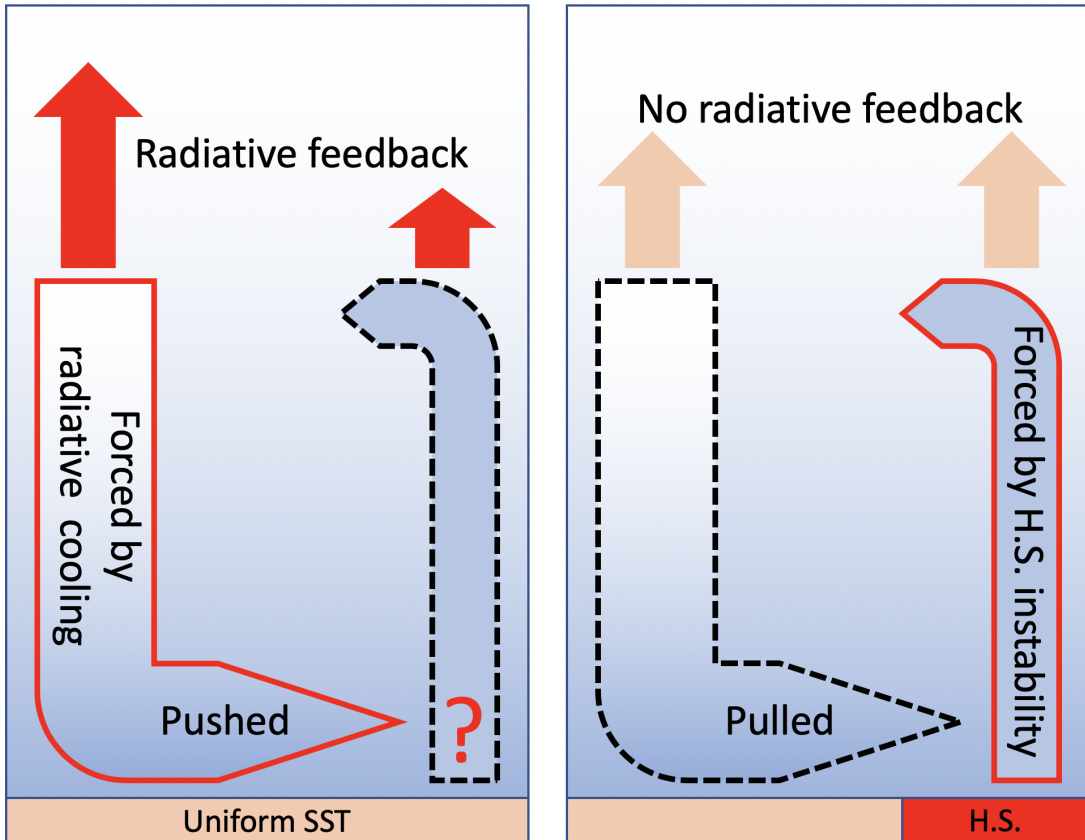 Radiative feedback
Forced by
radiative cooling
Pushed
?
Uniform SST
No radiative feedback
Forced by H.S. instability
Pulled
H.S.